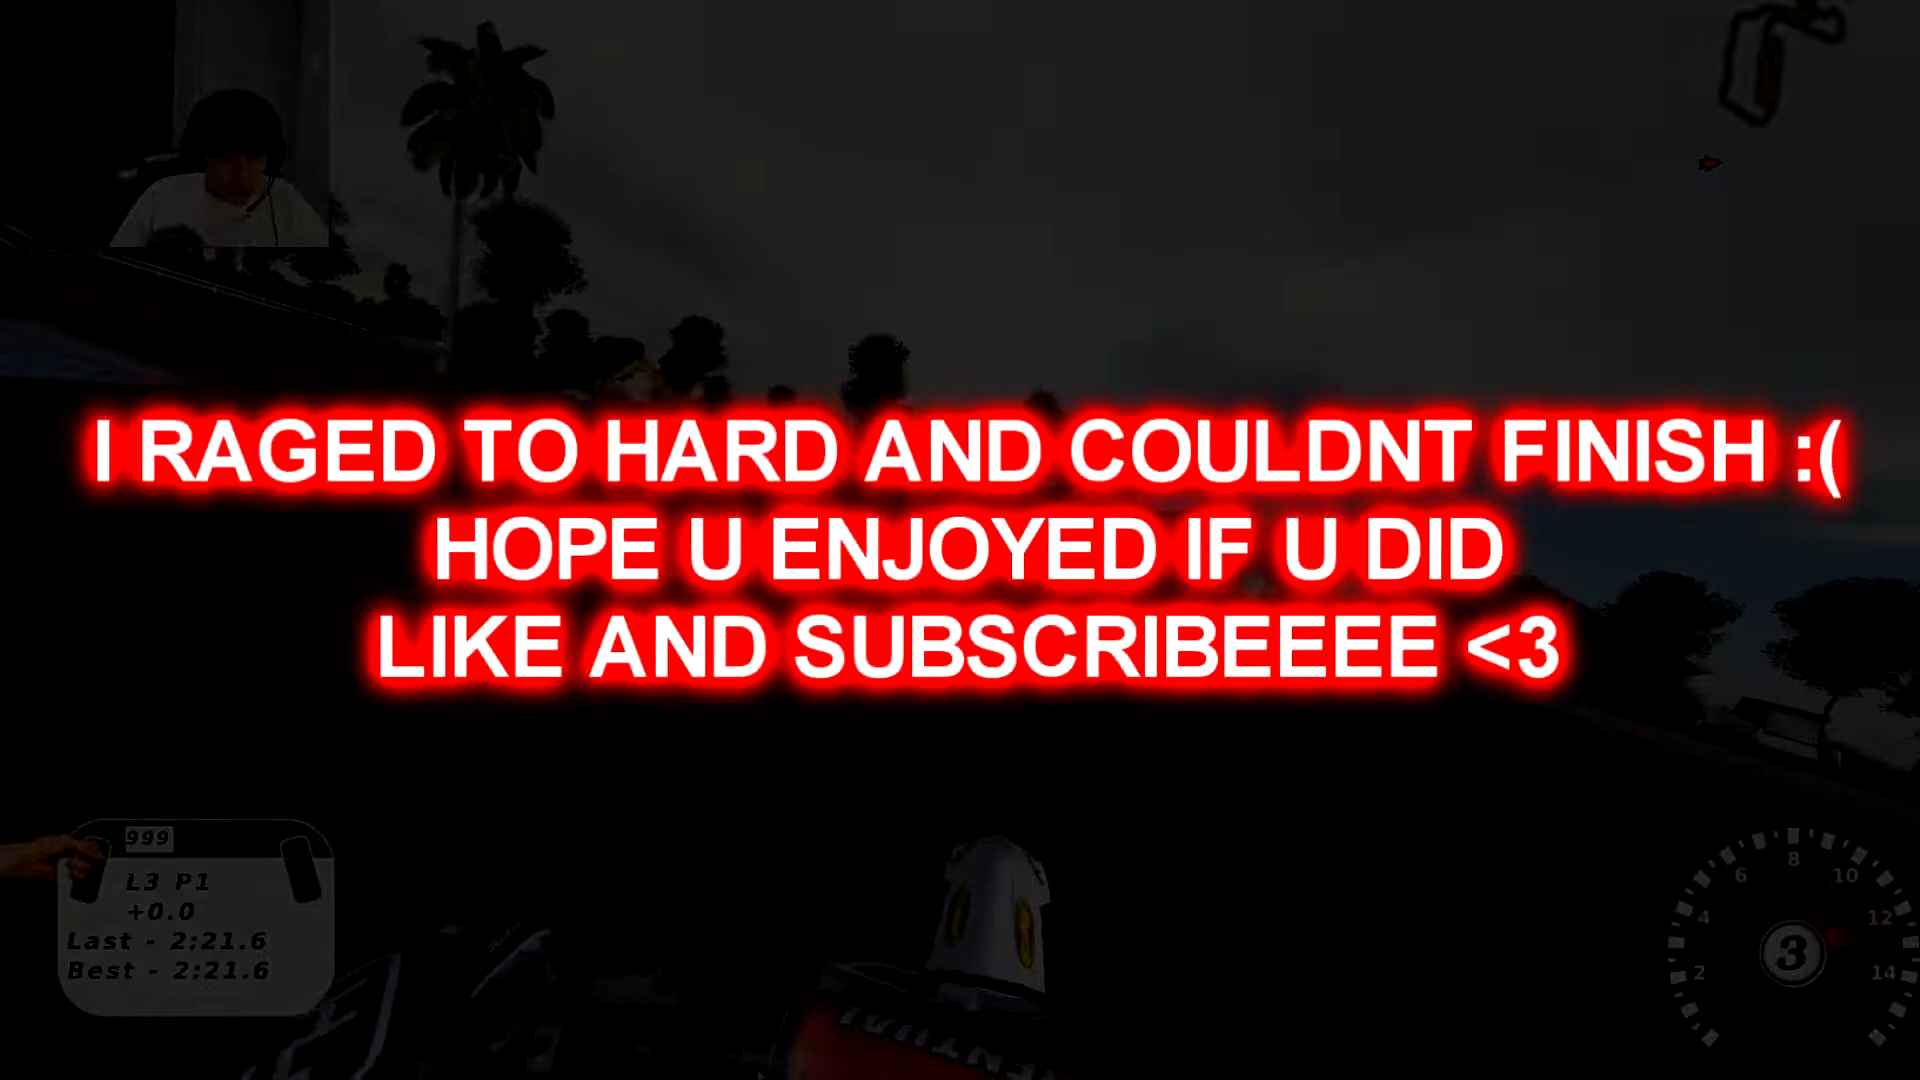 I RAGED TO HARD AND COULDNT FINISH :(
HOPE U ENJOYED IF U DID
LIKE AND SUBSCRIBEEEE <3
999
L3 P1
+0.0
Last - 2:21.6
Best - 2:21.6
2
4
6
8
10
12
14
3